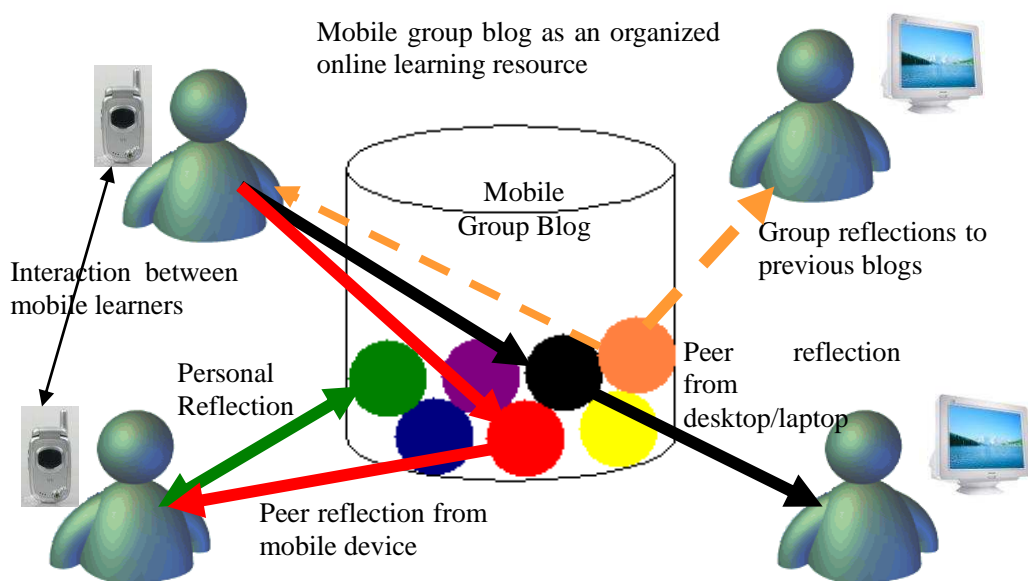 Mobile group blog as an organized
online learning resource
Mobile
Group Blog
Group reflections to
previous blogs
Interaction between
mobile learners
Personal
Reflection
Peer reflection
from
desktop/laptop
Peer reflection from
mobile device